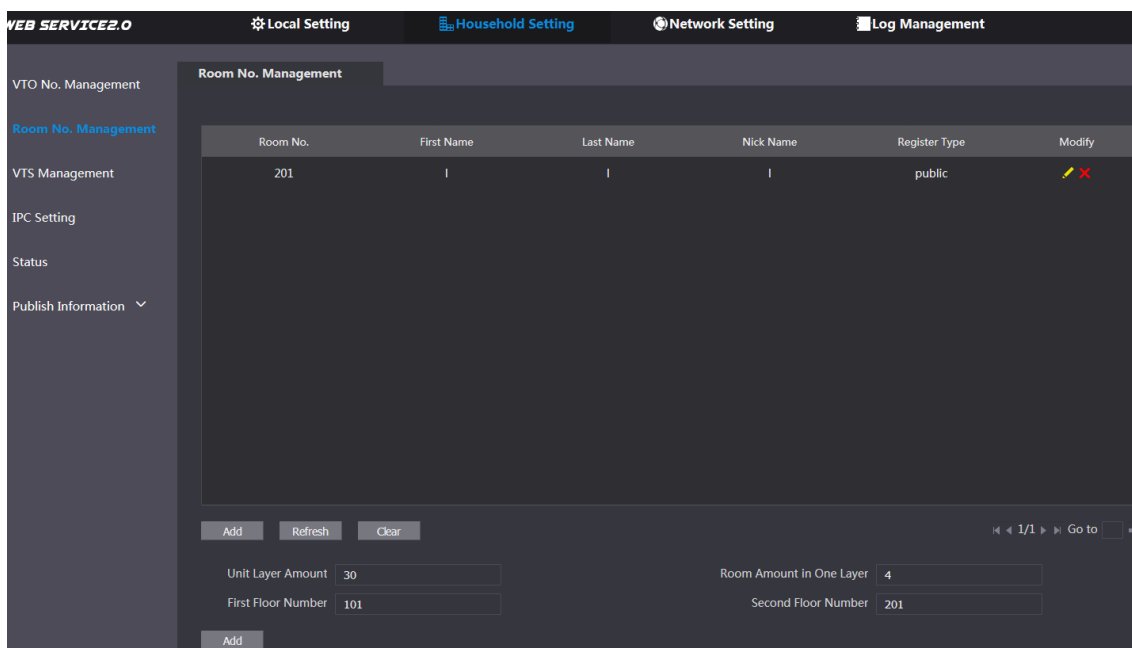 WEB SERVICE2.0 Local Setting Household Setting Network Setting Log Management
VTO No. Management
Room No. Management
VTS Management
IPC Setting
Status
Publish Information
Room No. Management
Room No. First Name Last Name Nick Name Register Type Modify
201 l l l public
Add Refresh Clear 1/1 Go to
Unit Layer Amount 30 Room Amount in One Layer 4
First Floor Number 101 Second Floor Number 201
Add